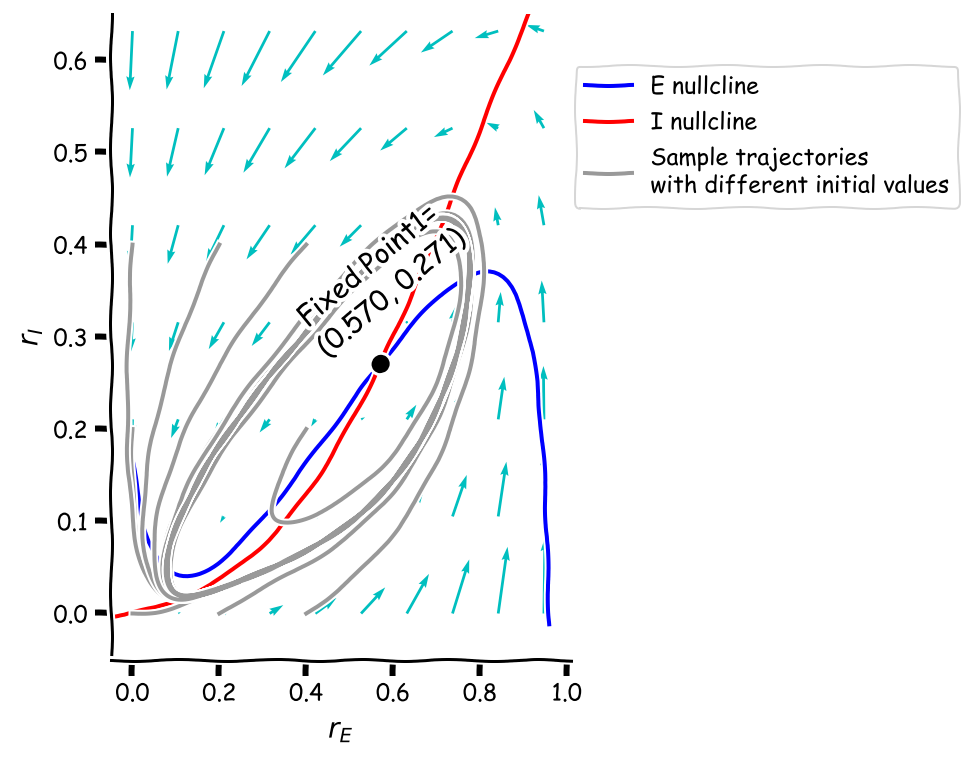 0.6
0.5
0.4
0.3
0.2
0.1
0.0
r_I
0.0 0.2 0.4 0.6 0.8 1.0
r_E
Fixed Point1=
(0.570, 0.271)
E nullcline
I nullcline
Sample trajectories
with different initial values